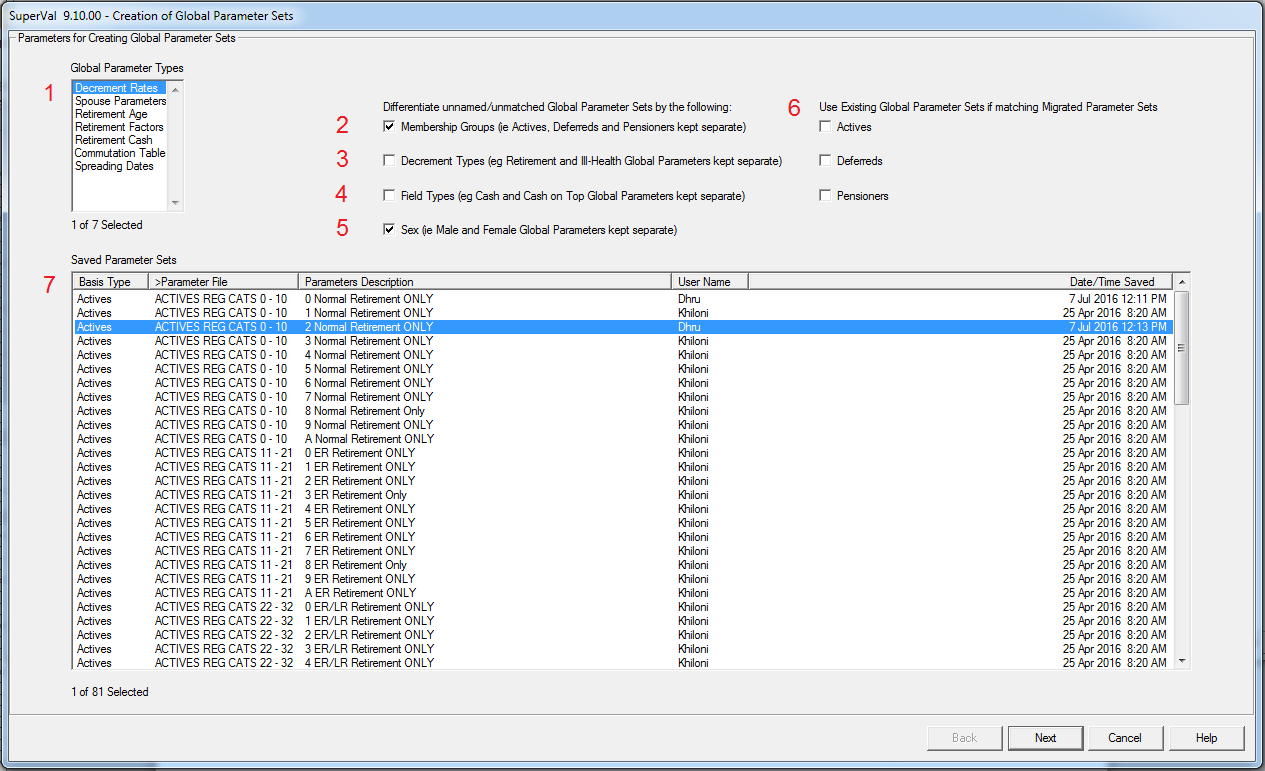 SuperVal 9.10.00 - Creation of Global Parameter Sets
Parameters for Creating Global Parameter Sets
Global Parameter Types
1
Decrement Rates
Spouse Parameters
Retirement Age
Retirement Factors
Retirement Cash
Commutation Table
Spreading Dates
1 of 7 Selected
Differentiate unnamed/unmatched Global Parameter Sets by the following:
2 Membership Groups (ie Actives, Deferreds and Pensioners kept separate)
3 Decrement Types (eg Retirement and Ill-Health Global Parameters kept separate)
4 Field Types (eg Cash and Cash on Top Global Parameters kept separate)
5 Sex (ie Male and Female Global Parameters kept separate)
6 Use Existing Global Parameter Sets if matching Migrated Parameter Sets
Actives
Deferreds
Pensioners
Saved Parameter Sets
7 Basis Type >Parameter File Parameters Description User Name Date/Time Saved
Actives ACTIVES REG CATS 0 - 10 0 Normal Retirement ONLY Dhru 7 Jul 2016 12:11 PM
Actives ACTIVES REG CATS 0 - 10 1 Normal Retirement ONLY Khiloni 25 Apr 2016 8:20 AM
Actives ACTIVES REG CATS 0 - 10 2 Normal Retirement ONLY Dhru 7 Jul 2016 12:13 PM
Actives ACTIVES REG CATS 0 - 10 3 Normal Retirement ONLY Khiloni 25 Apr 2016 8:20 AM
Actives ACTIVES REG CATS 0 - 10 4 Normal Retirement ONLY Khiloni 25 Apr 2016 8:20 AM
Actives ACTIVES REG CATS 0 - 10 5 Normal Retirement ONLY Khiloni 25 Apr 2016 8:20 AM
Actives ACTIVES REG CATS 0 - 10 6 Normal Retirement ONLY Khiloni 25 Apr 2016 8:20 AM
Actives ACTIVES REG CATS 0 - 10 7 Normal Retirement ONLY Khiloni 25 Apr 2016 8:20 AM
Actives ACTIVES REG CATS 0 - 10 8 Normal Retirement Only Khiloni 25 Apr 2016 8:20 AM
Actives ACTIVES REG CATS 0 - 10 9 Normal Retirement ONLY Khiloni 25 Apr 2016 8:20 AM
Actives ACTIVES REG CATS 0 - 10 A Normal Retirement ONLY Khiloni 25 Apr 2016 8:20 AM
Actives ACTIVES REG CATS 11 - 21 0 ER Retirement ONLY Khiloni 25 Apr 2016 8:20 AM
Actives ACTIVES REG CATS 11 - 21 1 ER Retirement ONLY Khiloni 25 Apr 2016 8:20 AM
Actives ACTIVES REG CATS 11 - 21 2 ER Retirement ONLY Khiloni 25 Apr 2016 8:20 AM
Actives ACTIVES REG CATS 11 - 21 3 ER Retirement Only Khiloni 25 Apr 2016 8:20 AM
Actives ACTIVES REG CATS 11 - 21 4 ER Retirement ONLY Khiloni 25 Apr 2016 8:20 AM
Actives ACTIVES REG CATS 11 - 21 5 ER Retirement ONLY Khiloni 25 Apr 2016 8:20 AM
Actives ACTIVES REG CATS 11 - 21 6 ER Retirement ONLY Khiloni 25 Apr 2016 8:20 AM
Actives ACTIVES REG CATS 11 - 21 7 ER Retirement ONLY Khiloni 25 Apr 2016 8:20 AM
Actives ACTIVES REG CATS 11 - 21 8 ER Retirement Only Khiloni 25 Apr 2016 8:20 AM
Actives ACTIVES REG CATS 11 - 21 9 ER Retirement ONLY Khiloni 25 Apr 2016 8:20 AM
Actives ACTIVES REG CATS 11 - 21 A ER Retirement ONLY Khiloni 25 Apr 2016 8:20 AM
Actives ACTIVES REG CATS 22 - 32 0 ER/LR Retirement ONLY Khiloni 25 Apr 2016 8:20 AM
Actives ACTIVES REG CATS 22 - 32 1 ER/LR Retirement ONLY Khiloni 25 Apr 2016 8:20 AM
Actives ACTIVES REG CATS 22 - 32 2 ER/LR Retirement ONLY Khiloni 25 Apr 2016 8:20 AM
Actives ACTIVES REG CATS 22 - 32 3 ER/LR Retirement ONLY Khiloni 25 Apr 2016 8:20 AM
Actives ACTIVES REG CATS 22 - 32 4 ER/LR Retirement ONLY Khiloni 25 Apr 2016 8:20 AM
1 of 81 Selected
Back Next Cancel Help